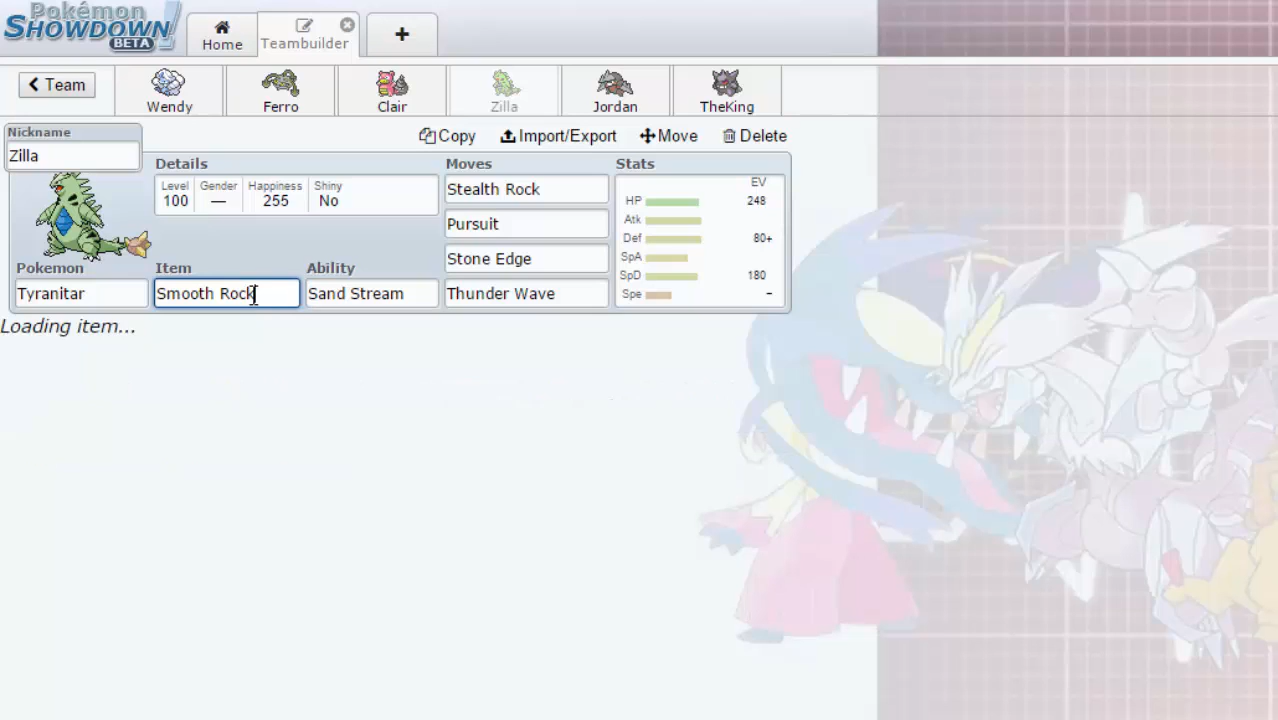 Pokémon
SHOWDOWN!
BETA
Home
Teambuilder
+
Team
Wendy
Ferro
Clair
Zilla
Jordan
TheKing
Nickname
Zilla
Copy
Import/Export
Move
Delete
Details
Moves
Stats
Level
Gender
Happiness
Shiny
100
—
255
No
Stealth Rock
Pursuit
Stone Edge
Thunder Wave
EV
HP 248
Atk
Def 80+
SpA
SpD 180
Spe -
Pokemon
Item
Ability
Tyranitar
Smooth Rock
Sand Stream
Loading item...